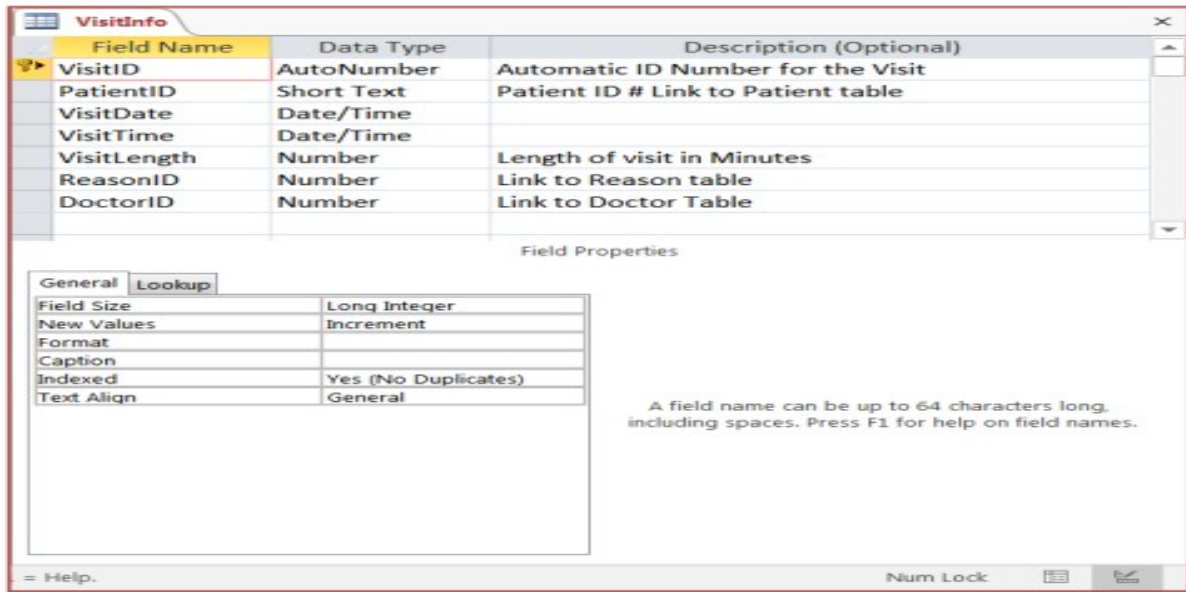 VisitInfo
Field Name Data Type Description (Optional)
VisitID AutoNumber Automatic ID Number for the Visit
PatientID Short Text Patient ID # Link to Patient table
VisitDate Date/Time
VisitTime Date/Time
VisitLength Number Length of visit in Minutes
ReasonID Number Link to Reason table
DoctorID Number Link to Doctor Table
Field Properties
General Lookup
Field Size Long Integer
New Values Increment
Format
Caption
Indexed Yes (No Duplicates)
Text Align General
A field name can be up to 64 characters long,
including spaces. Press F1 for help on field names.
= Help. Num Lock